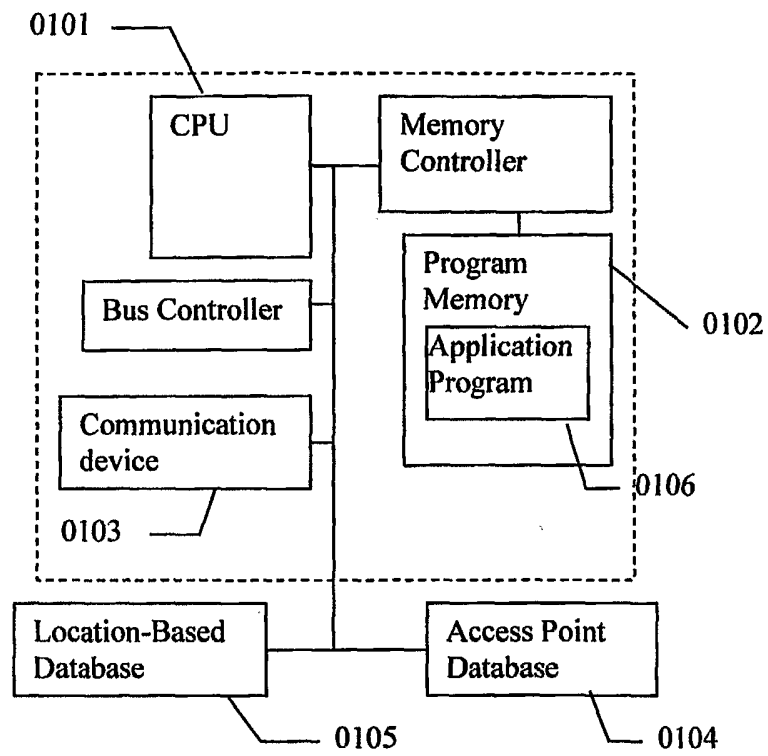 0101
CPU
Memory
Controller
Program
Memory
Bus Controller
0102
Application
Program
Communication
device
0106
0103
Location-Based
Database
Access Point
Database
0105
0104